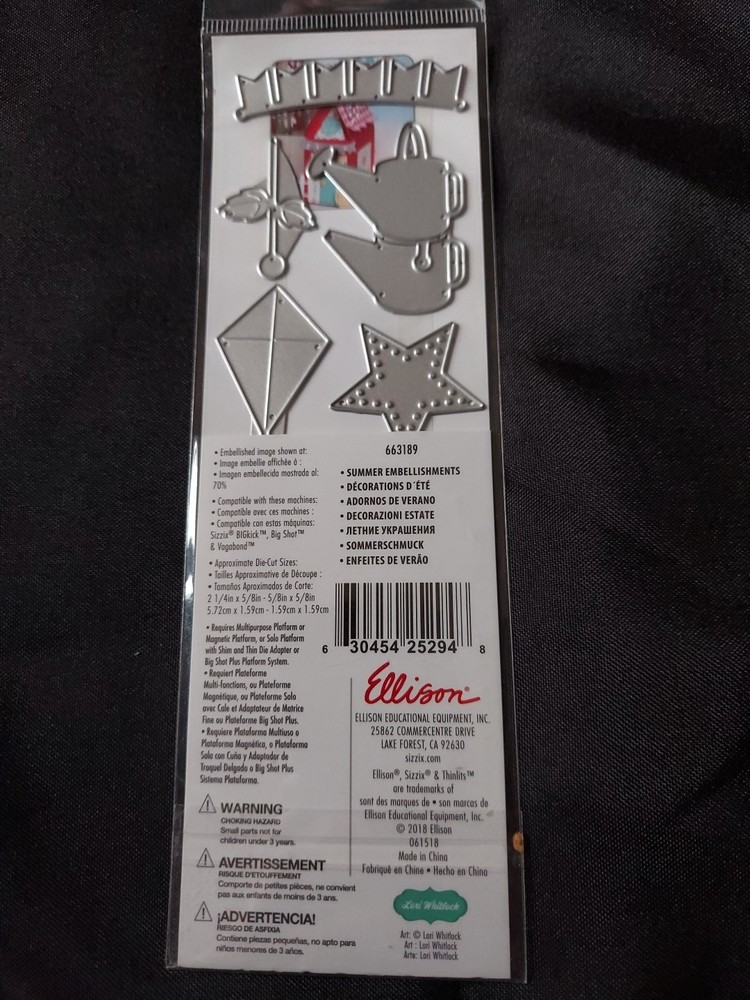 • Embellished image shown at:
• Image embellie affichée à :
• Imagen embellecida mostrada al:
70%
• Compatible with these machines:
• Compatible avec ces machines :
• Compatible con estas máquinas:
Sizzix® BIGkick™, Big Shot™
& Vagabond™
• Approximate Die-Cut Sizes:
• Tailles Approximative de Découpe :
• Tamaños Aproximados de Corte:
2 1/4in x 5/8in - 5/8in x 5/8in
5.72cm x 1.59cm - 1.59cm x 1.59cm
• Requires Multipurpose Platform or
Magnetic Platform, or Solo Platform
with Shim and Thin Die Adapter or
Big Shot Plus Platform System.
• Requiert Plateforme
Multi-fonctions, ou Plateforme
Magnétique, ou Plateforme Solo
avec Cale et Adaptateur de Matrice
Fine ou Plateforme Big Shot Plus.
• Requiere Plataforma Multiuso o
Plataforma Magnética, o Plataforma
Solo con Cuña y Adaptador de
Troquel Delgado o Big Shot Plus
Sistema Plataforma.
WARNING
CHOKING HAZARD
Small parts not for
children under 3 years.
AVERTISSEMENT
RISQUE D'ETOUFFEMENT
Comporte de petites pièces, ne convient
pas aux enfants de moins de 3 ans.
¡ADVERTENCIA!
RIESGO DE ASFIXIA
Contiene piezas pequeñas, no apto para
niños menores de 3 años.
663189
• SUMMER EMBELLISHMENTS
• DÉCORATIONS D´ÉTÉ
• ADORNOS DE VERANO
• DECORAZIONI ESTATE
• ЛЕТНИЕ УКРАШЕНИЯ
• SOMMERSCHMUCK
• ENFEITES DE VERÃO
6 30454 25294 8
Ellison®
ELLISON EDUCATIONAL EQUIPMENT, INC.
25862 COMMERCENTRE DRIVE
LAKE FOREST, CA 92630
sizzix.com
Ellison®, Sizzix® & Thinlits™
are trademarks of
sont des marques de • son marcas de
Ellison Educational Equipment, Inc.
© 2018 Ellison
061518
Made in China
Fabriqué en Chine • Hecho en China
Lori Whitlock
Art: © Lori Whitlock
Art : Lori Whitlock
Arte: Lori Whitlock